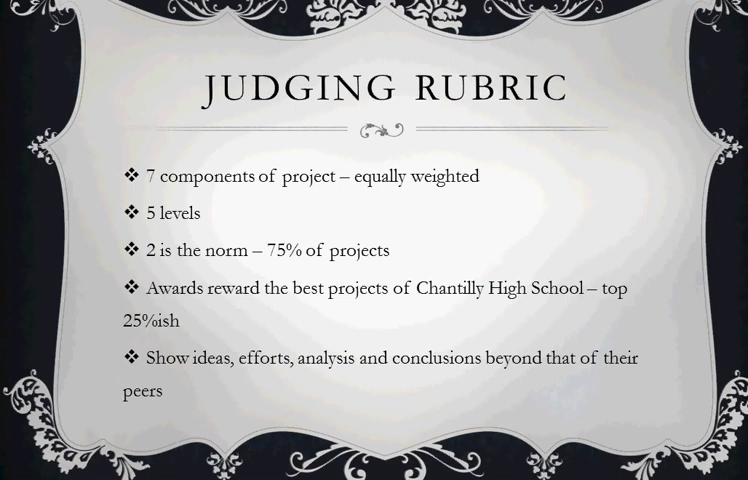 JUDGING RUBRIC
❖ 7 components of project – equally weighted
❖ 5 levels
❖ 2 is the norm – 75% of projects
❖ Awards reward the best projects of Chantilly High School – top
25%ish
❖ Show ideas, efforts, analysis and conclusions beyond that of their
peers